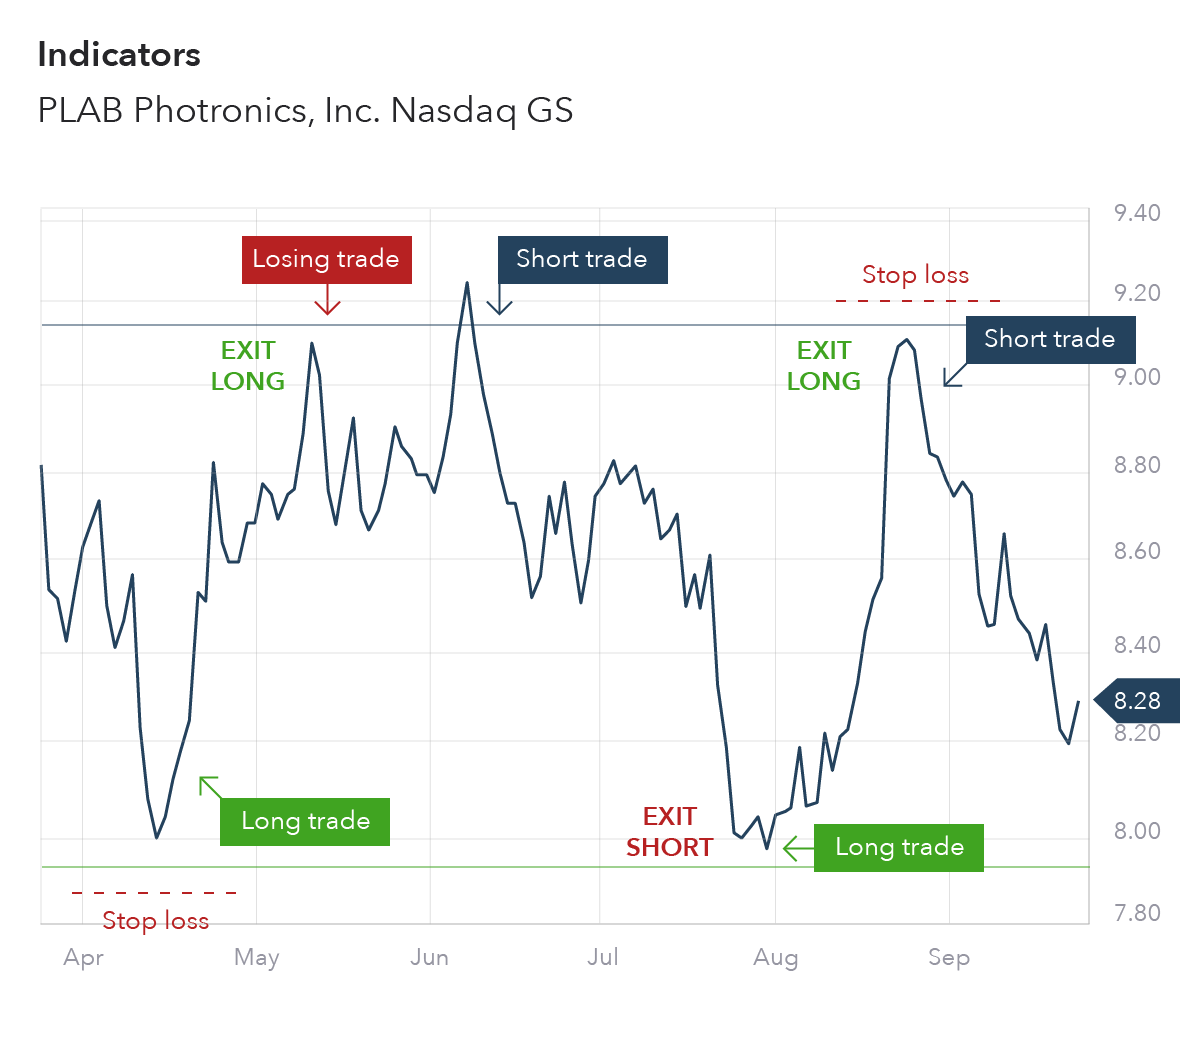 Indicators
PLAB Photronics, Inc. Nasdaq GS
9.40
Losing trade
Short trade
Stop loss
9.20
Short trade
EXIT
LONG
EXIT
LONG
9.00
8.80
8.60
8.40
8.28
8.20
Long trade
EXIT
SHORT
8.00
Long trade
7.80
Stop loss
Apr May Jun Jul Aug Sep